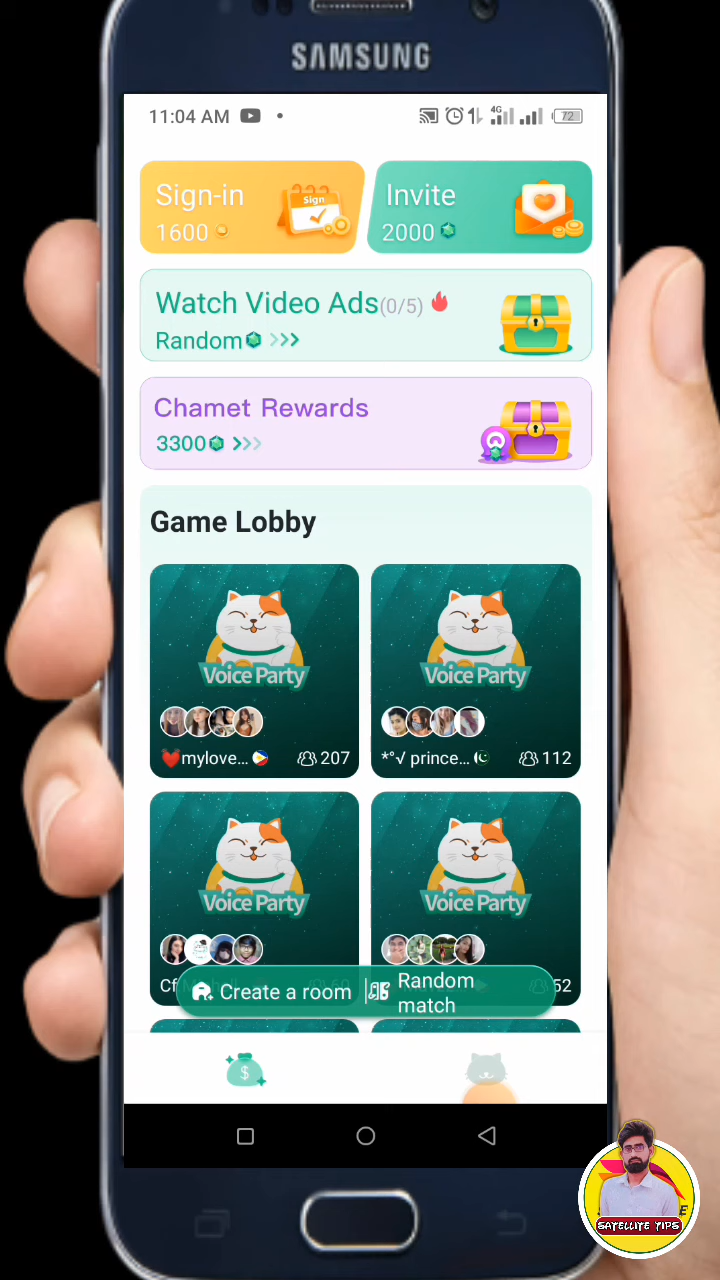 SAMSUNG
11:04 AM
4G
72
Sign-in
1600
Sign
Invite
2000
Watch Video Ads(0/5)
Random >>>
Chamet Rewards
3300 >>>
Game Lobby
Voice Party
Voice Party
mylove... 207
*°√ prince... 112
Voice Party
Voice Party
52
Create a room
Random
match
SATELLITE TIPS